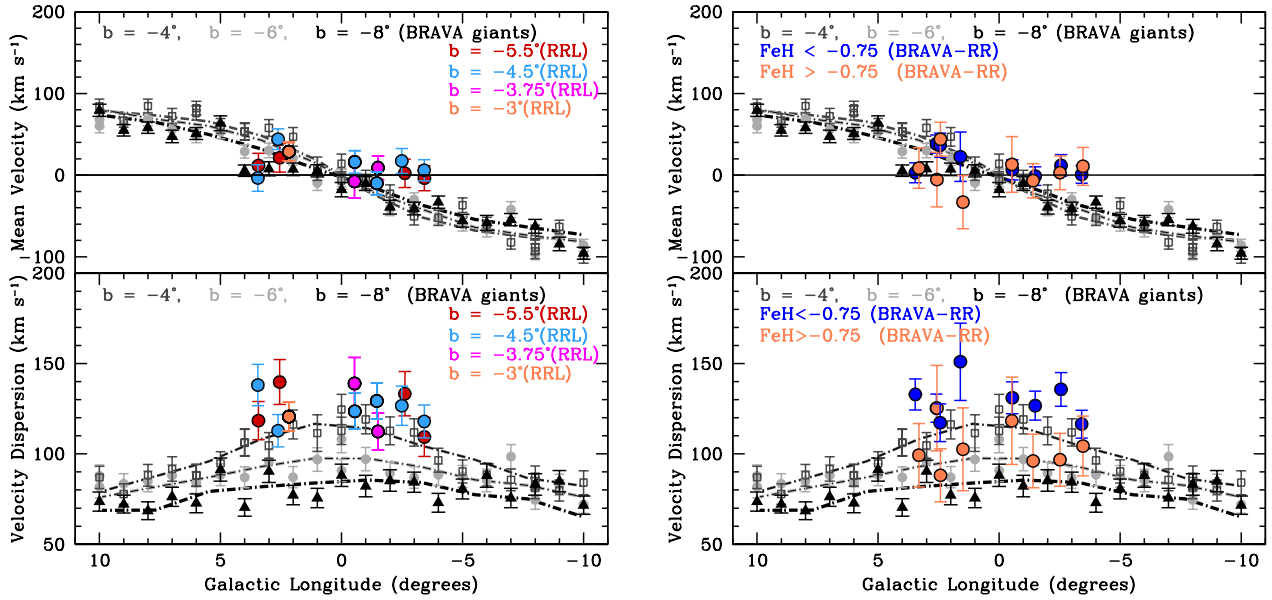 200
b = −4°, b = −6°, b = −8° (BRAVA giants)
b = −5.5°(RRL)
b = −4.5°(RRL)
b = −3.75°(RRL)
b = −3°(RRL)
100
0
100
Mean Velocity (km s⁻¹)
200
b = −4°, b = −6°, b = −8° (BRAVA giants)
b = −5.5°(RRL)
b = −4.5°(RRL)
b = −3.75°(RRL)
b = −3°(RRL)
150
100
50
Velocity Dispersion (km s⁻¹)
10 5 0 −5 −10
Galactic Longitude (degrees)
200
b = −4°, b = −6°, b = −8° (BRAVA giants)
FeH < −0.75 (BRAVA−RR)
FeH > −0.75 (BRAVA−RR)
100
0
100
Mean Velocity (km s⁻¹)
200
b = −4°, b = −6°, b = −8° (BRAVA giants)
FeH<−0.75 (BRAVA−RR)
FeH>−0.75 (BRAVA−RR)
150
100
50
Velocity Dispersion (km s⁻¹)
10 5 0 −5 −10
Galactic Longitude (degrees)